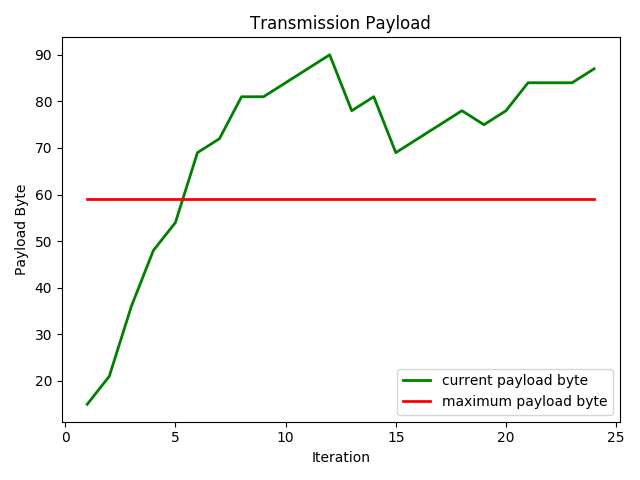 Transmission Payload
90
80
70
60
50
40
30
20
Payload Byte
0 5 10 15 20 25
Iteration
current payload byte
maximum payload byte